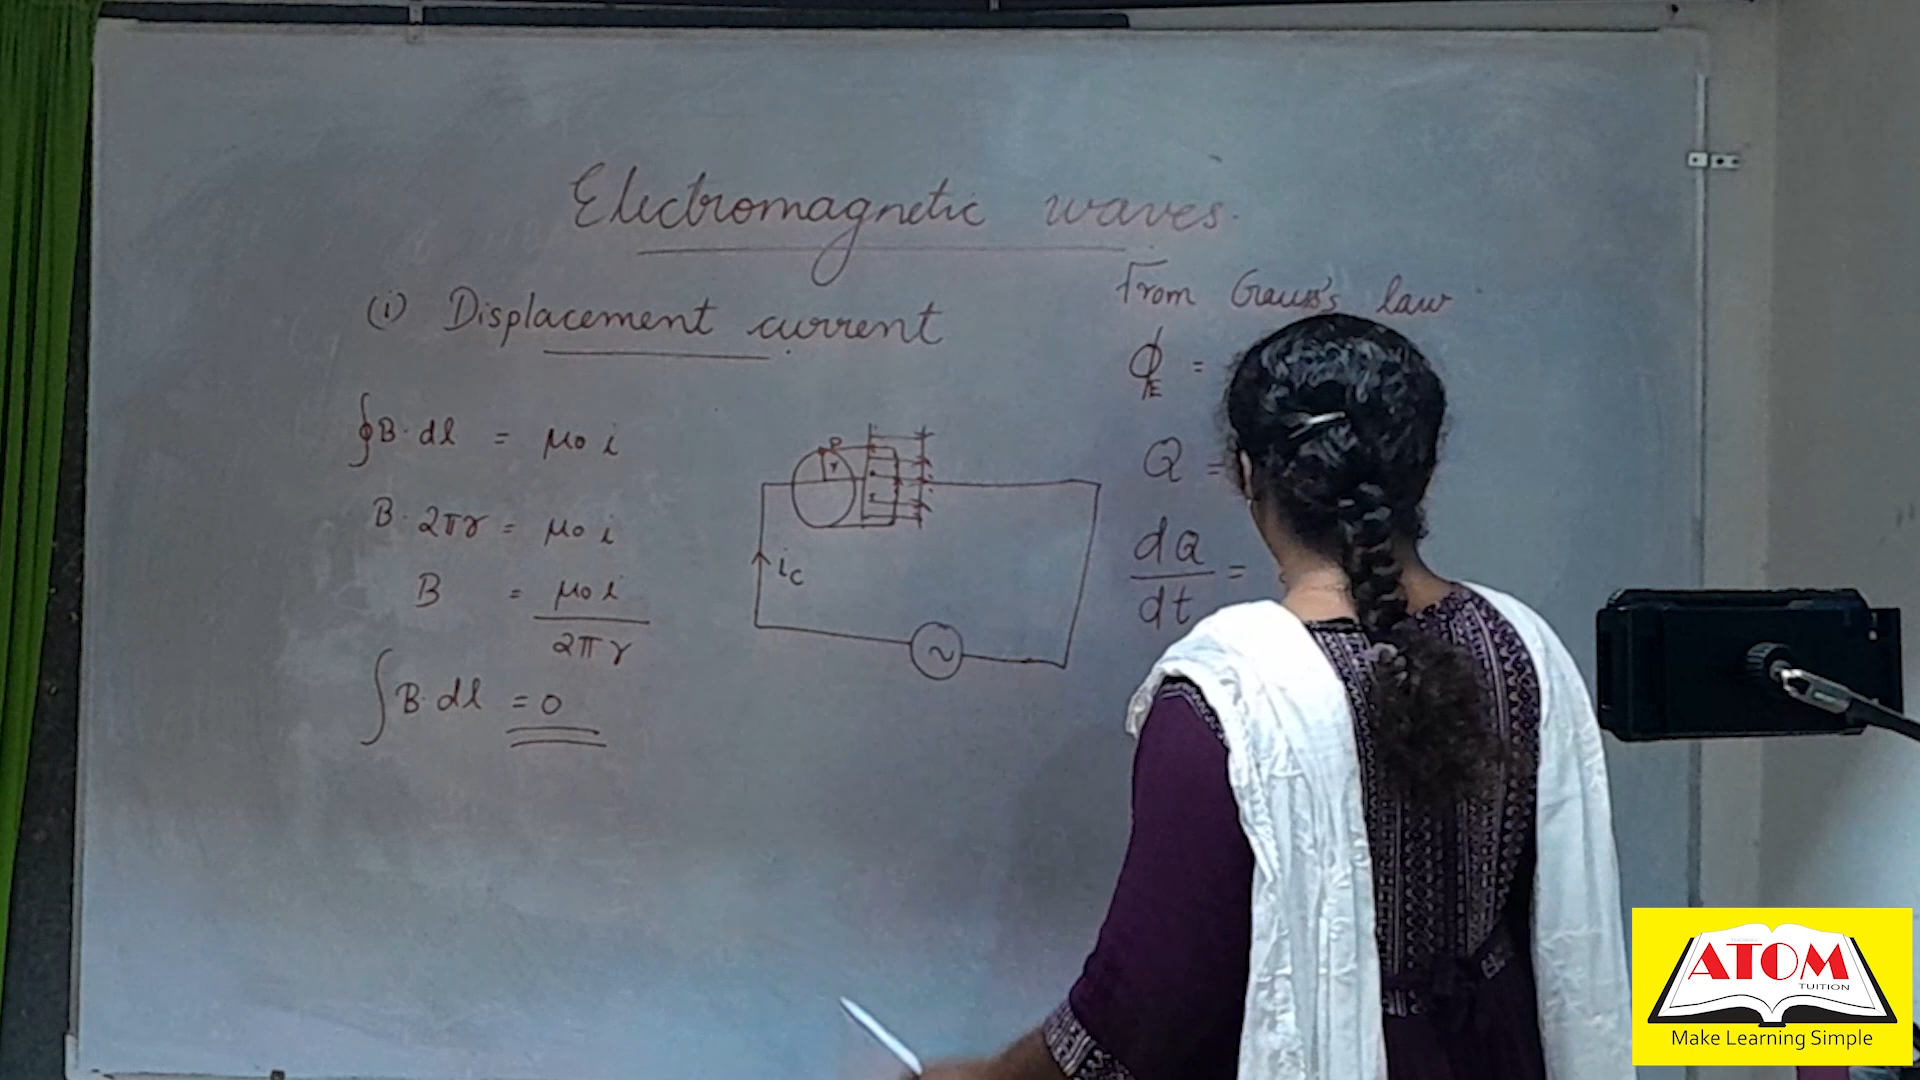 Electromagnetic waves.
(i) Displacement current
∮B·dl = μ₀ i
B·2πr = μ₀ i
B = μ₀ i / 2πr
∫B·dl = 0
P
r
i_c
~
From Gauss's law
ϕ_E =
Q =
dQ/dt =
ATOM
TUITION
Make Learning Simple